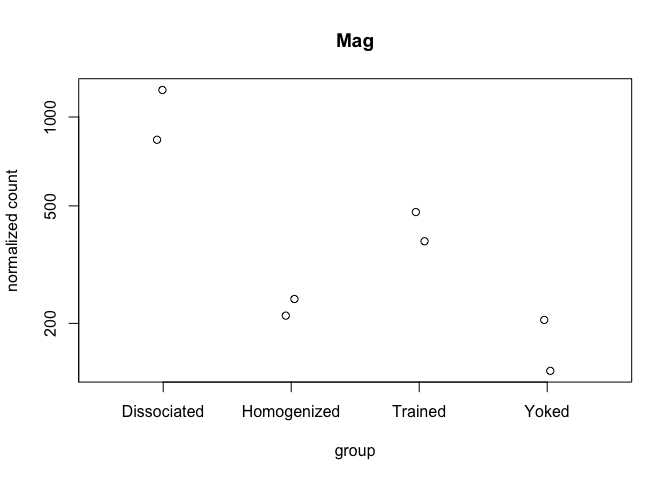 Mag
1000
500
200
normalized count
Dissociated Homogenized Trained Yoked
group